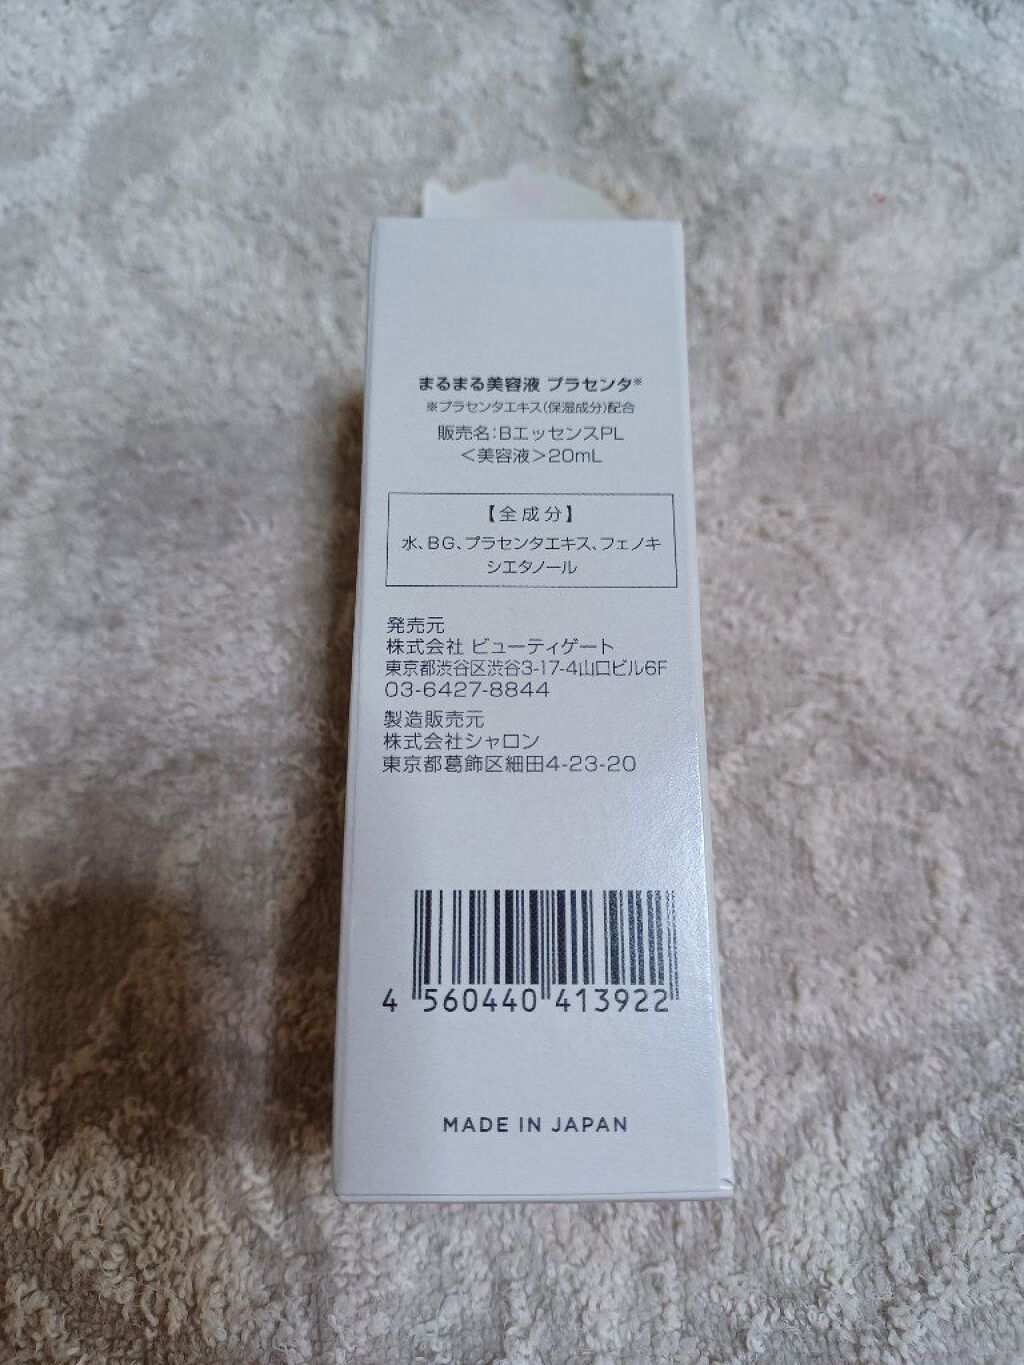 まるまる美容液 プラセンタ※
※プラセンタエキス(保湿成分)配合
販売名:BエッセンスPL
＜美容液＞20mL
【全成分】
水、BG、プラセンタエキス、フェノキ
シエタノール
発売元
株式会社 ビューティゲート
東京都渋谷区渋谷3-17-4山口ビル6F
03-6427-8844
製造販売元
株式会社シャロン
東京都葛飾区細田4-23-20
4 560440 413922
MADE IN JAPAN